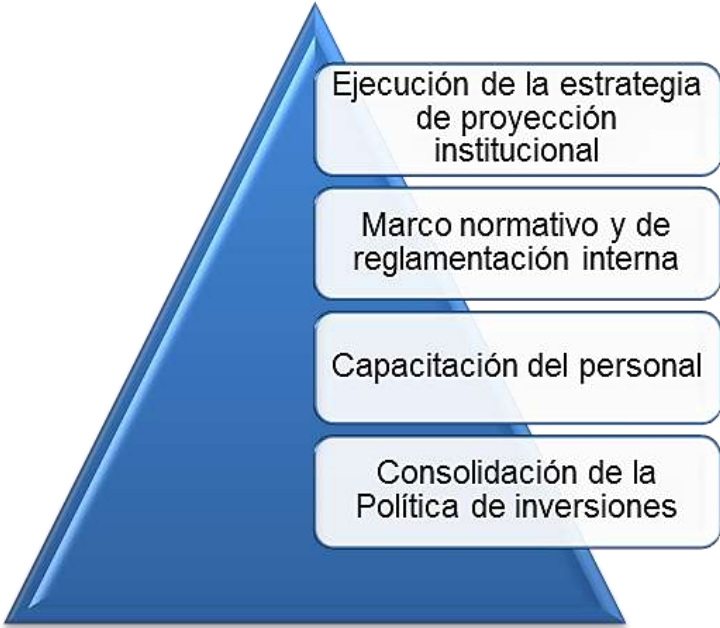 Ejecución de la estrategia
de proyección
institucional
Marco normativo y de
reglamentación interna
Capacitación del personal
Consolidación de la
Política de inversiones